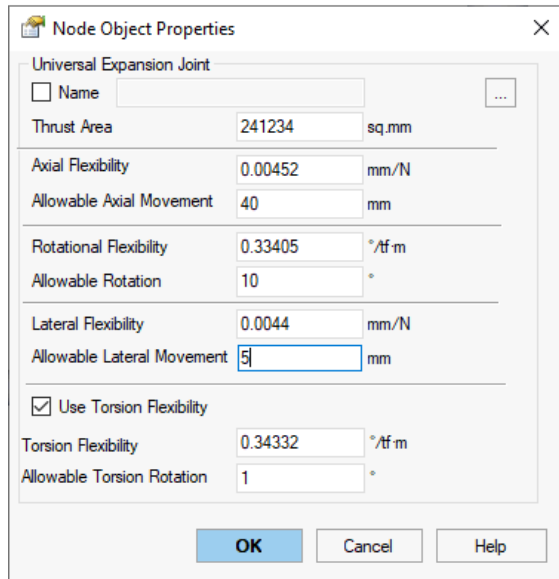 Node Object Properties
Universal Expansion Joint
Name
...
Thrust Area 241234 sq.mm
Axial Flexibility 0.00452 mm/N
Allowable Axial Movement 40 mm
Rotational Flexibility 0.33405 °/tf·m
Allowable Rotation 10 °
Lateral Flexibility 0.0044 mm/N
Allowable Lateral Movement 5 mm
Use Torsion Flexibility
Torsion Flexibility 0.34332 °/tf·m
Allowable Torsion Rotation 1 °
OK Cancel Help